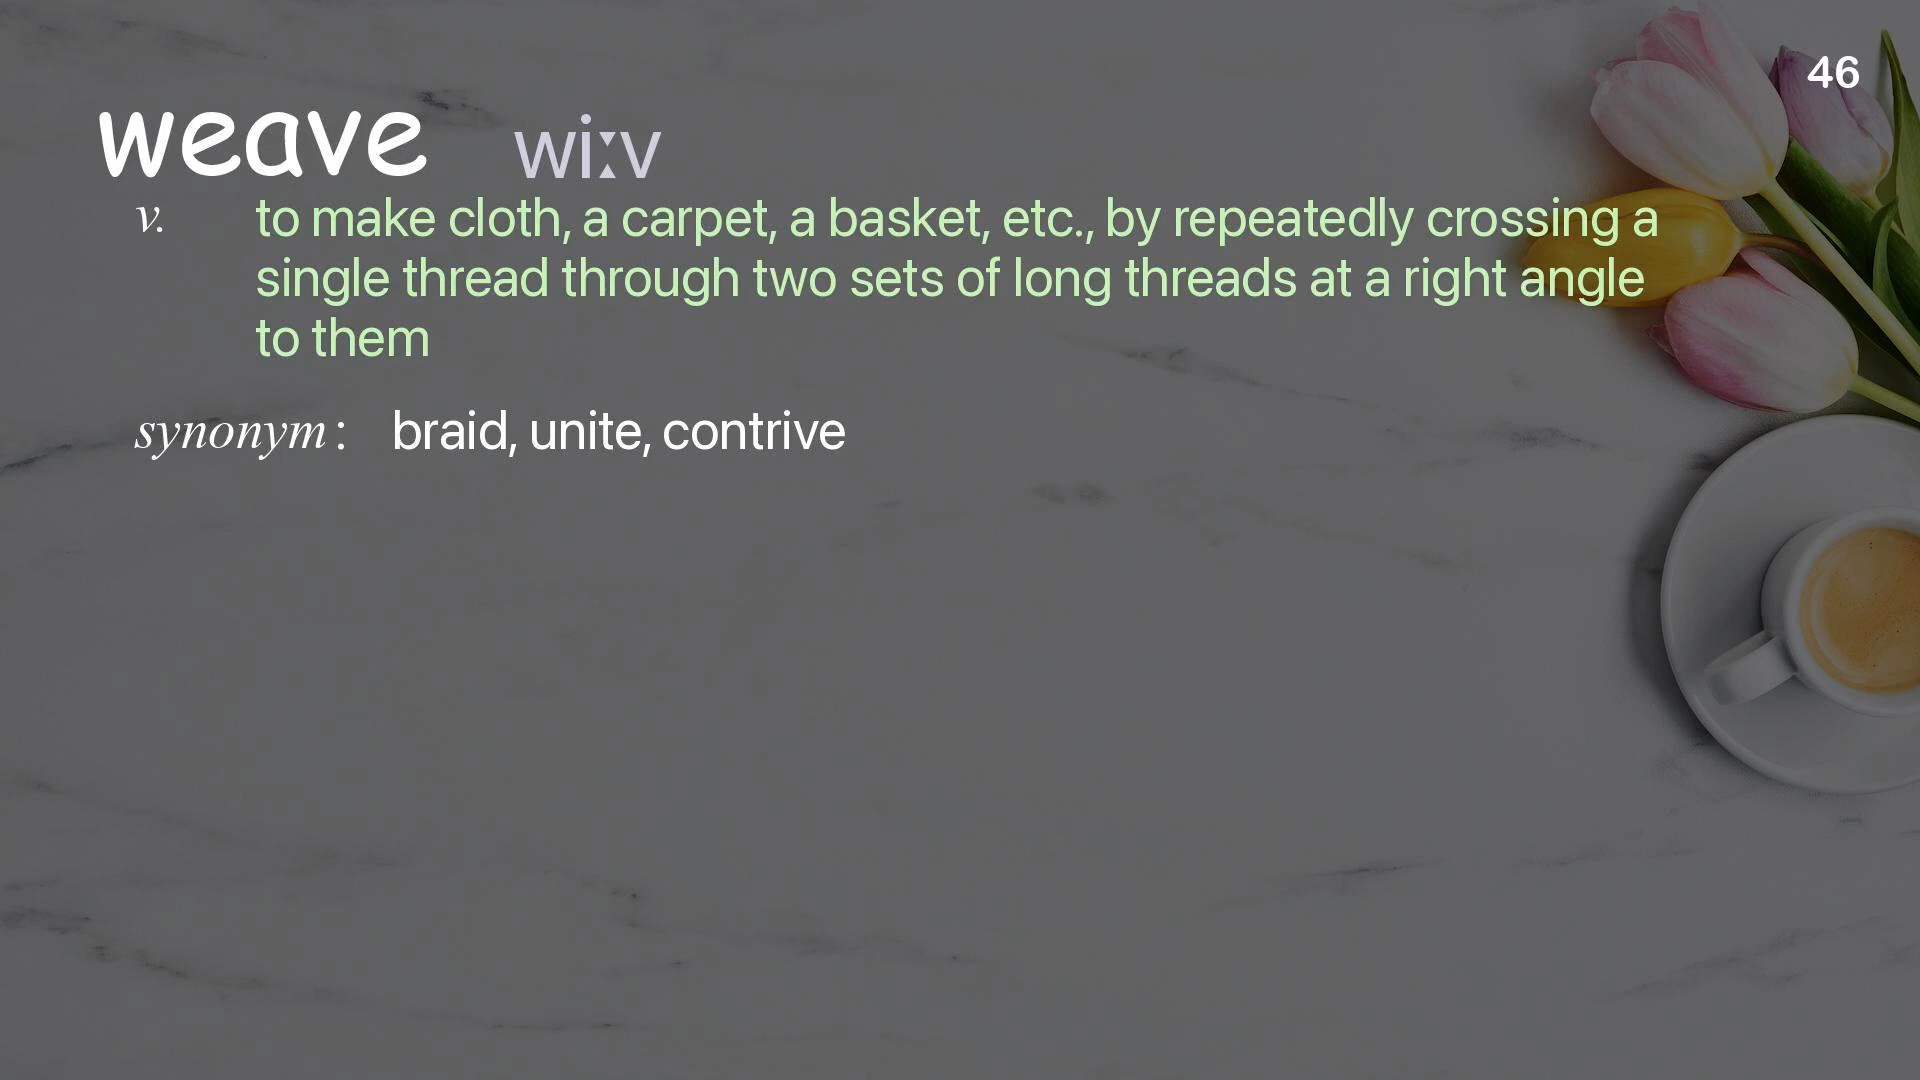 46
weave wiːv
v. to make cloth, a carpet, a basket, etc., by repeatedly crossing a
single thread through two sets of long threads at a right angle
to them
synonym : braid, unite, contrive